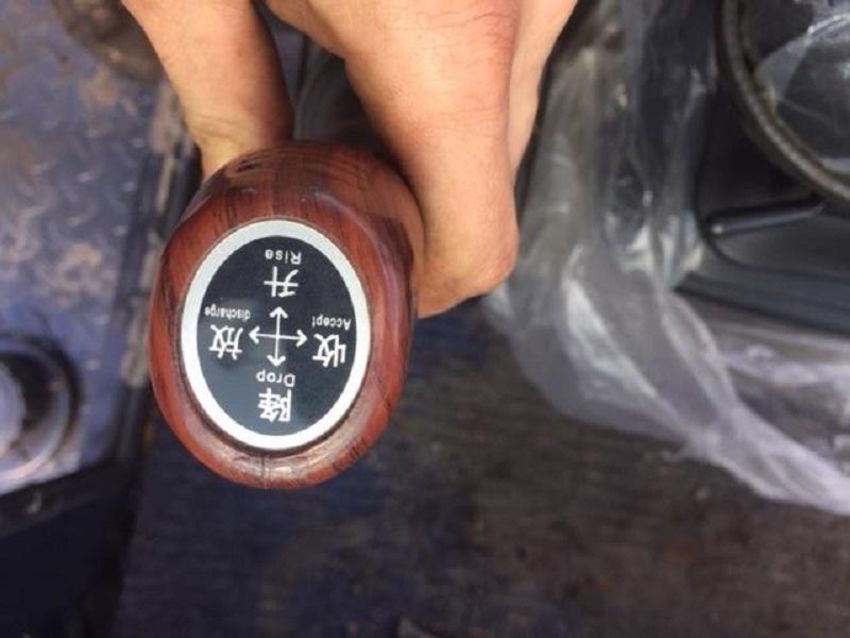 降
Drop
收 放
Accept discharge
升
Rise